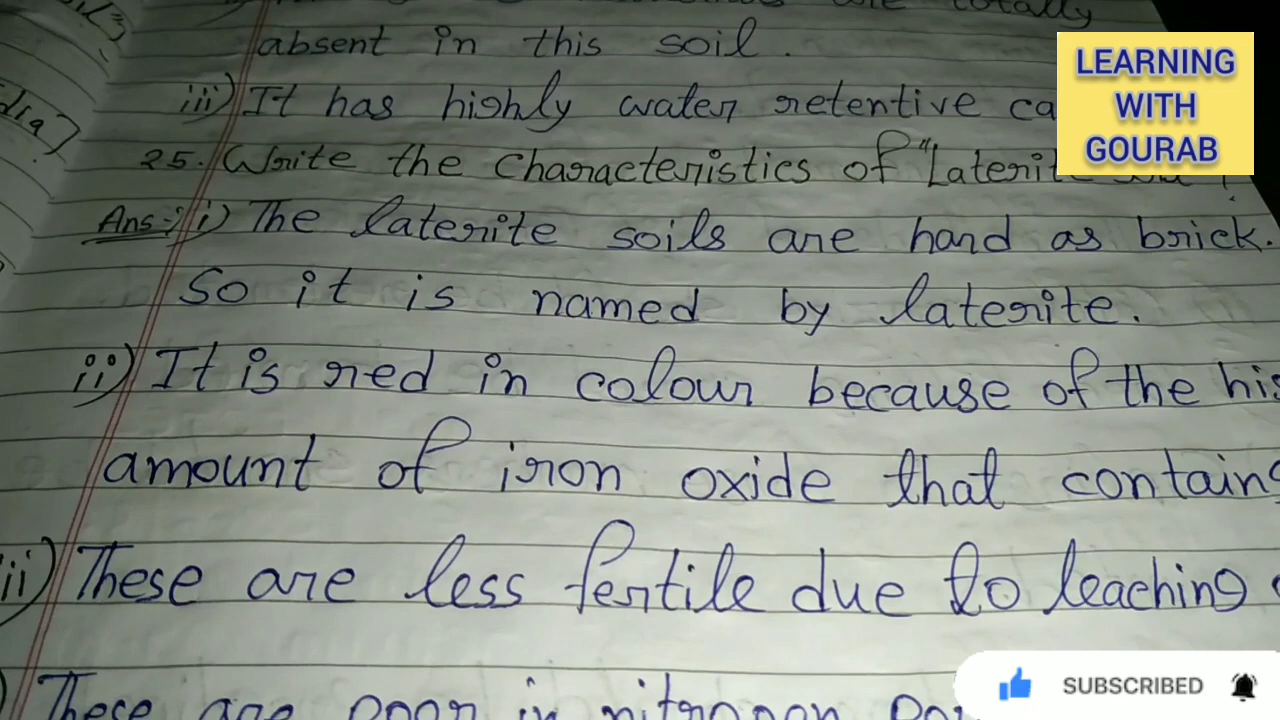 totally
absent in this soil.
iii) It has highly water retentive ca
25. Write the Characteristics of "Laterite soil"?
Ans:- i) The laterite soils are hard as brick.
So it is named by laterite.
ii) It is red in colour because of the hi
amount of iron oxide that contains
ii) These are less fertile due to leaching
These are poor in nitrogen
LEARNING
WITH
GOURAB
SUBSCRIBED